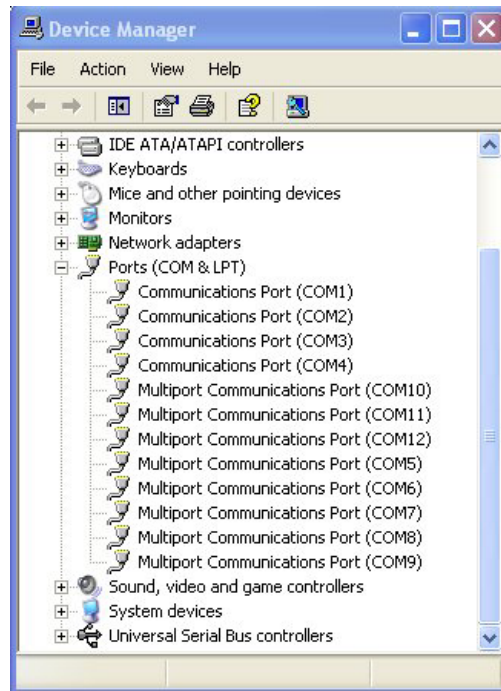 Device Manager
File Action View Help
IDE ATA/ATAPI controllers
Keyboards
Mice and other pointing devices
Monitors
Network adapters
Ports (COM & LPT)
Communications Port (COM1)
Communications Port (COM2)
Communications Port (COM3)
Communications Port (COM4)
Multiport Communications Port (COM10)
Multiport Communications Port (COM11)
Multiport Communications Port (COM12)
Multiport Communications Port (COM5)
Multiport Communications Port (COM6)
Multiport Communications Port (COM7)
Multiport Communications Port (COM8)
Multiport Communications Port (COM9)
Sound, video and game controllers
System devices
Universal Serial Bus controllers